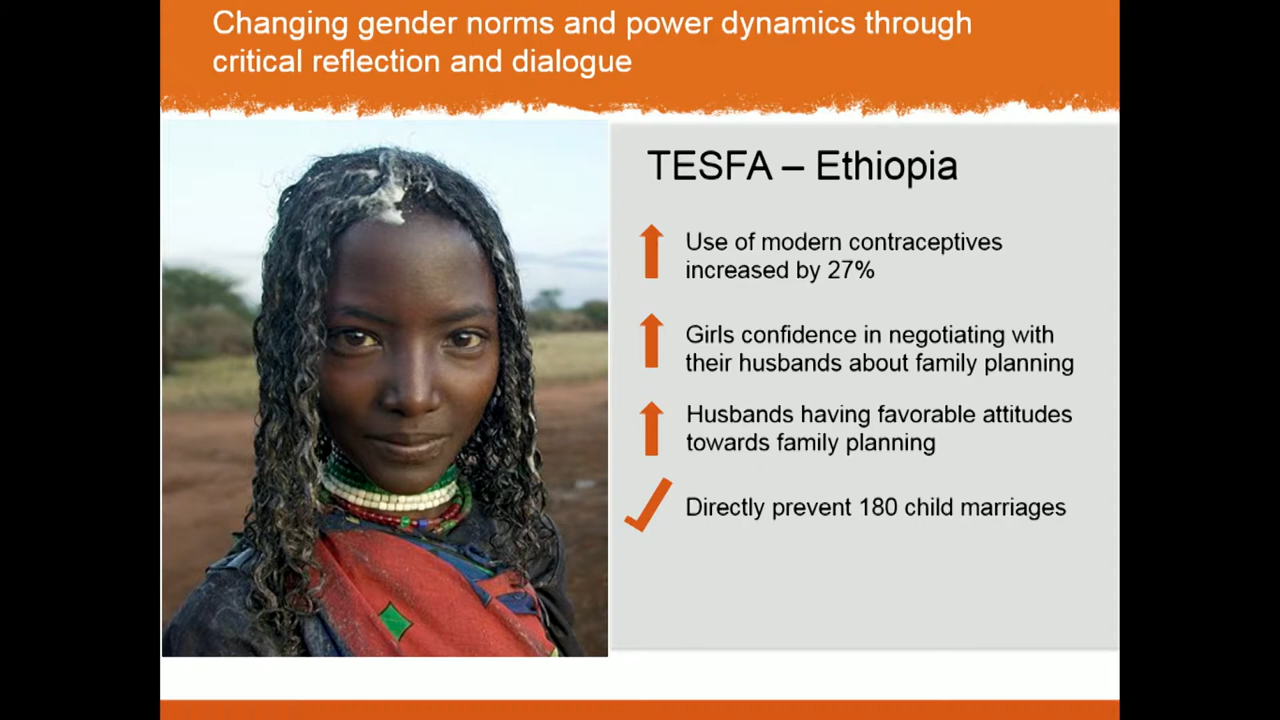 Changing gender norms and power dynamics through
critical reflection and dialogue
TESFA – Ethiopia
Use of modern contraceptives
increased by 27%
Girls confidence in negotiating with
their husbands about family planning
Husbands having favorable attitudes
towards family planning
Directly prevent 180 child marriages